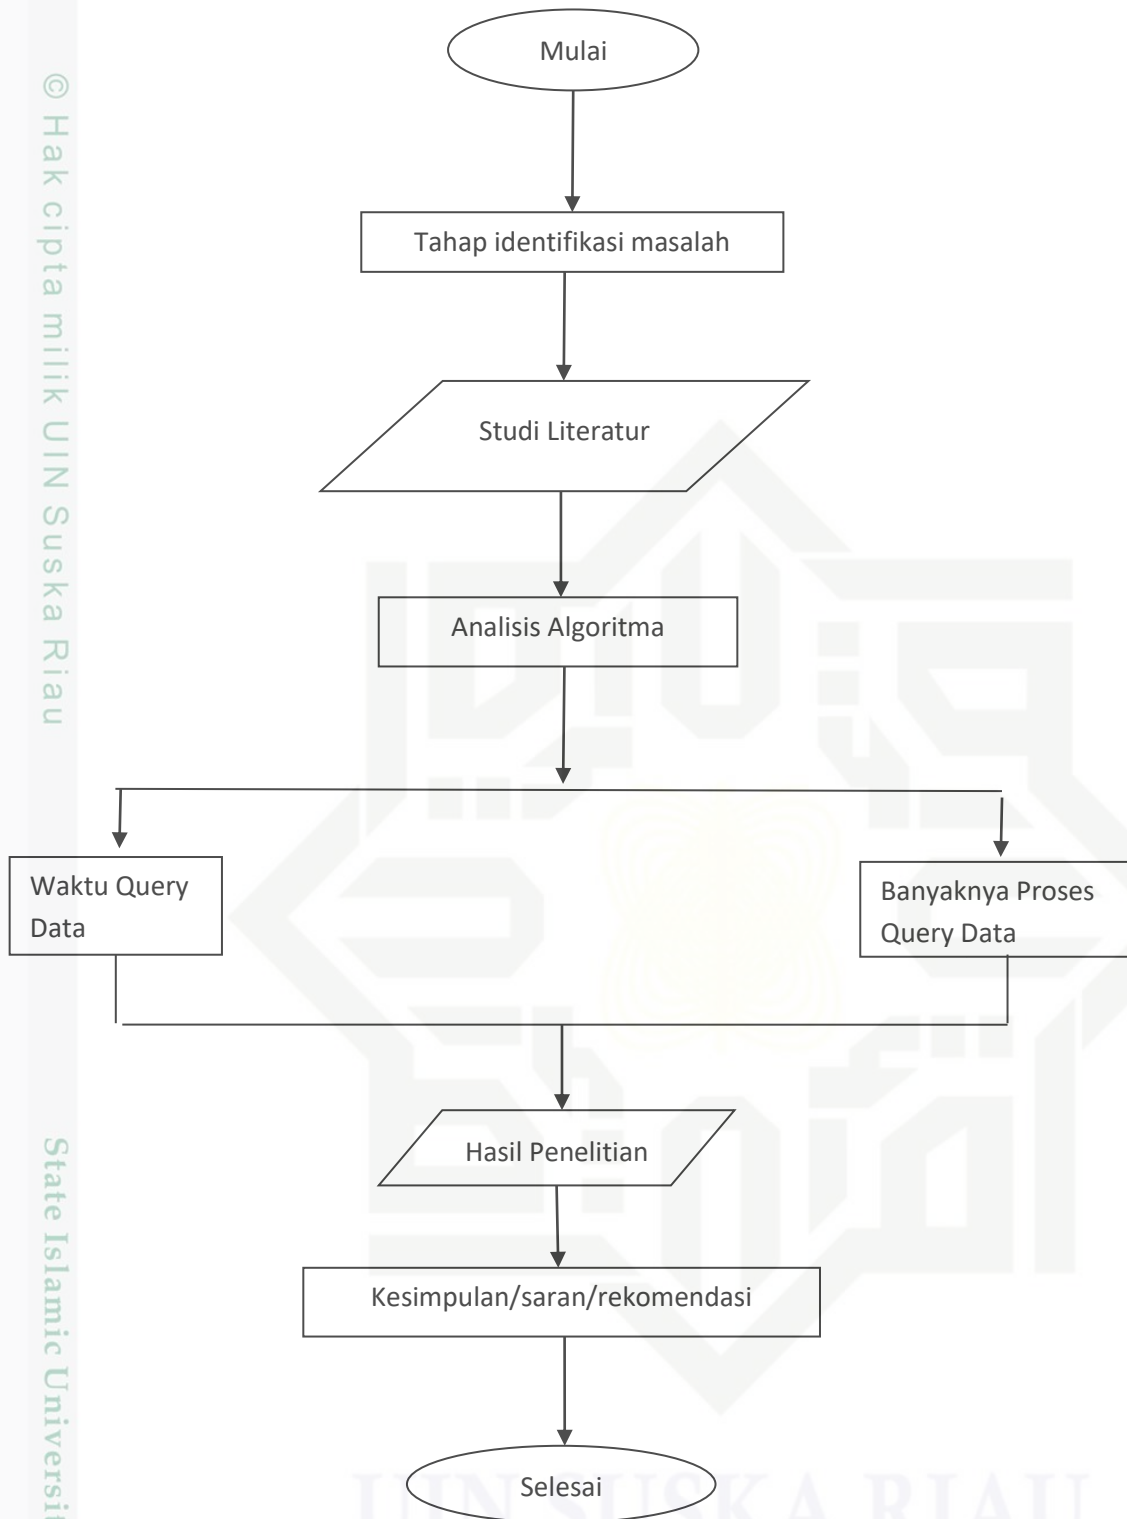 Mulai
© Hak cipta milik UIN Suska Riau
Tahap identifikasi masalah
Studi Literatur
Analisis Algoritma
Waktu Query
Data
Banyaknya Proses
Query Data
Hasil Penelitian
Kesimpulan/saran/rekomendasi
State Islamic Universit
Selesai
UIN SUSKA RIAU